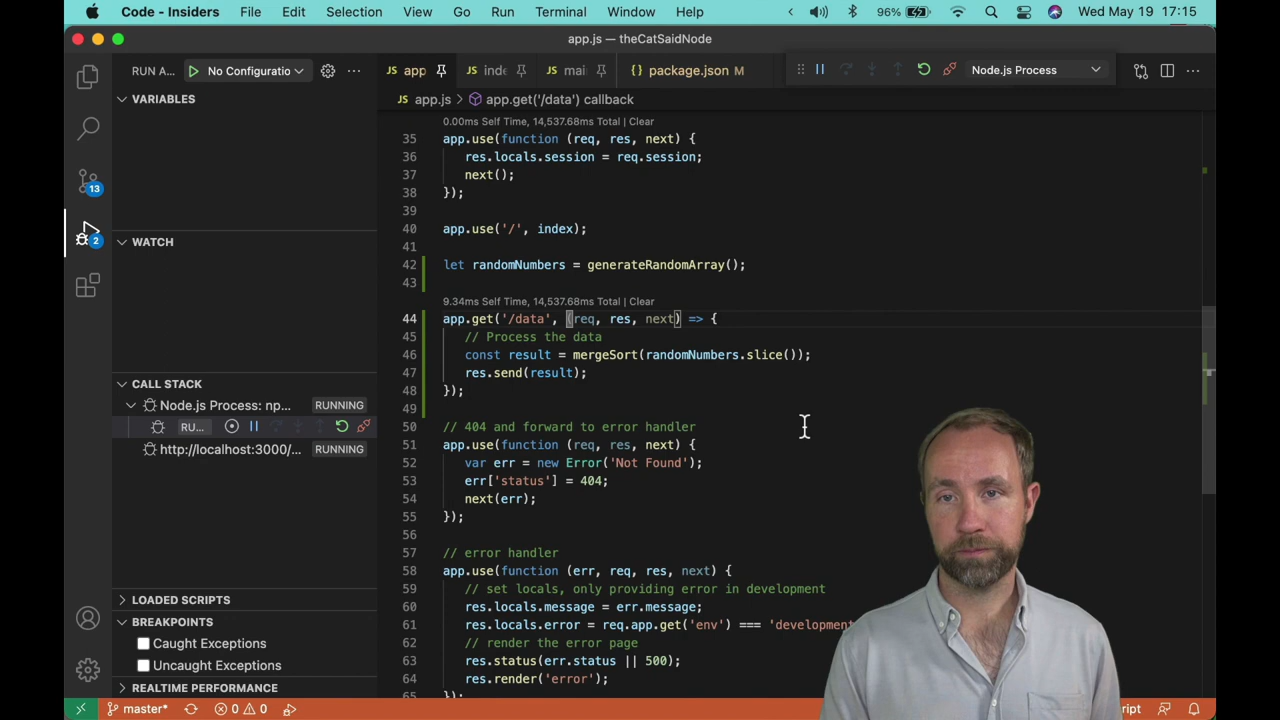 Code - Insiders File Edit Selection View Go Run Terminal Window Help 96% Wed May 19 17:15
app.js — theCatSaidNode
RUN A... No Configuratio
JS app JS inde JS mai {} package.json M
Node.js Process
VARIABLES
JS app.js > app.get('/data') callback
0.00ms Self Time, 14,537.68ms Total | Clear
35 app.use(function (req, res, next) {
36 res.locals.session = req.session;
37 next();
38 });
39
40 app.use('/', index);
41
42 let randomNumbers = generateRandomArray();
43
9.34ms Self Time, 14,537.68ms Total | Clear
44 app.get('/data', (req, res, next) => {
45 // Process the data
46 const result = mergeSort(randomNumbers.slice());
47 res.send(result);
48 });
49
50 // 404 and forward to error handler
51 app.use(function (req, res, next) {
52 var err = new Error('Not Found');
53 err['status'] = 404;
54 next(err);
55 });
56
57 // error handler
58 app.use(function (err, req, res, next) {
59 // set locals, only providing error in development
60 res.locals.message = err.message;
61 res.locals.error = req.app.get('env') === 'development
62 // render the error page
63 res.status(err.status || 500);
64 res.render('error');
65 });
13
2
WATCH
CALL STACK
Node.js Process: np... RUNNING
RU...
http://localhost:3000/... RUNNING
LOADED SCRIPTS
BREAKPOINTS
Caught Exceptions
Uncaught Exceptions
REALTIME PERFORMANCE
master* 0 0
ript